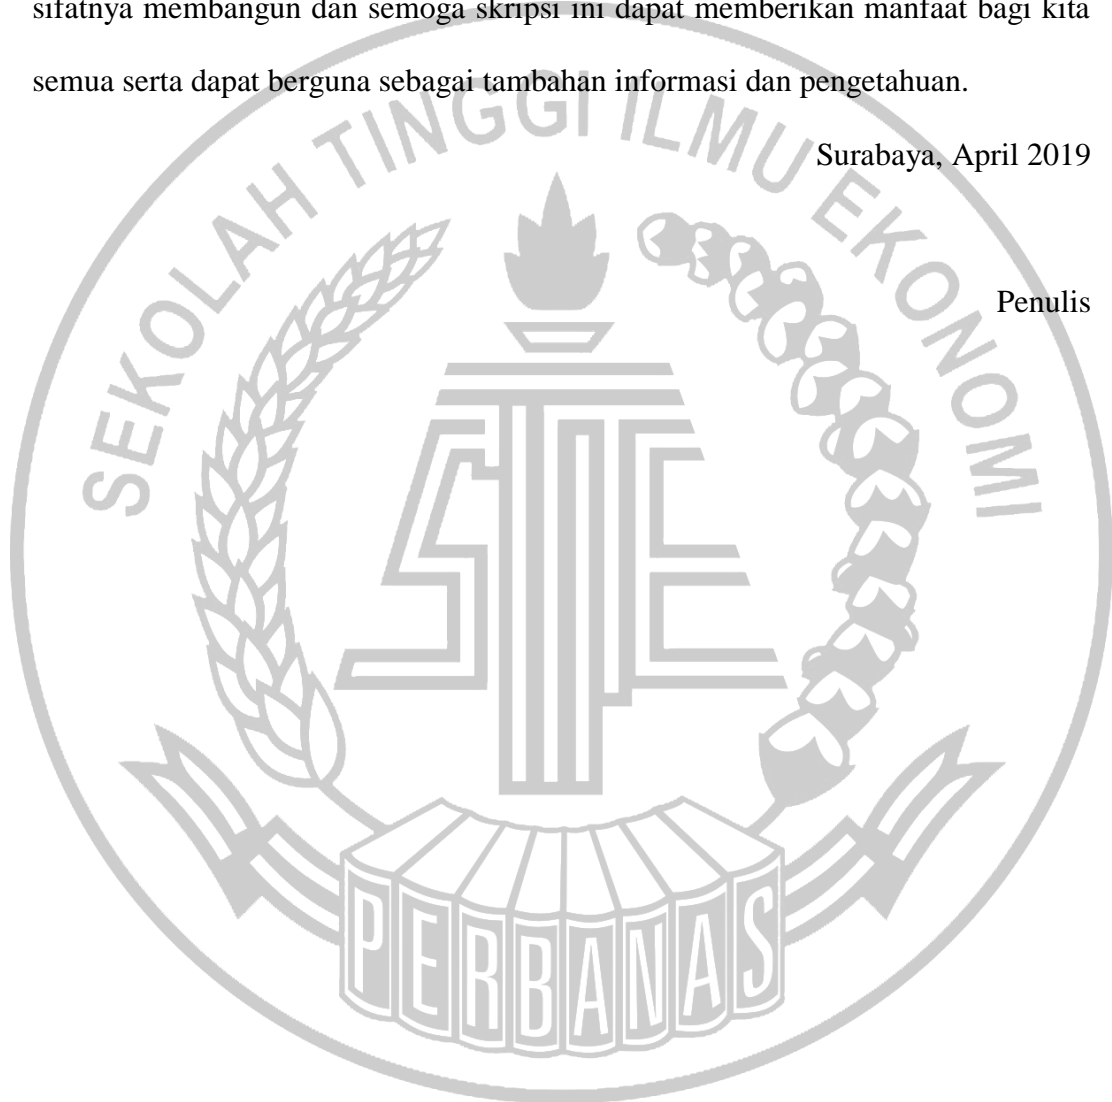 sifatnya membangun dan semoga skripsi ini dapat memberikan manfaat bagi kita
semua serta dapat berguna sebagai tambahan informasi dan pengetahuan.
Surabaya, April 2019
Penulis
SEKOLAH TINGGI ILMU EKONOMI
STIE
PERBANAS